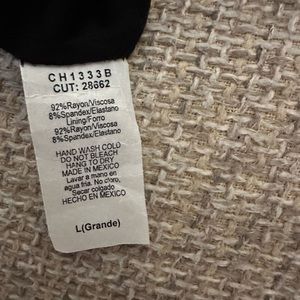 CH1333B
CUT: 28662
92%Rayon/Viscosa
8%Spandex/Elastano
Lining/Forro
92%Rayon/Viscosa
8%Spandex/Elastano
HAND WASH COLD
DO NOT BLEACH
HANG TO DRY
MADE IN MEXICO
Lavar a mano en
agua fria. No cloro,
Secar colgado
HECHO EN MEXICO
L(Grande)